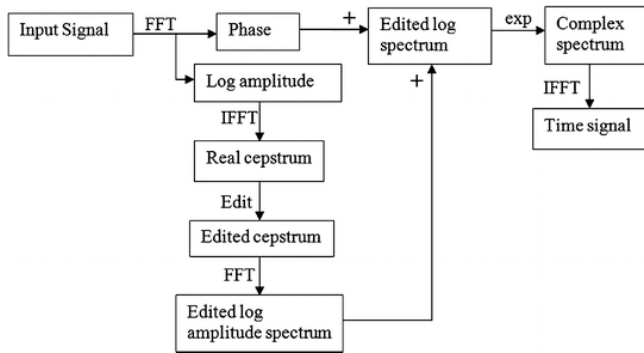 Input Signal
FFT
Phase
+
Edited log
spectrum
exp
Complex
spectrum
Log amplitude
+
IFFT
IFFT
Time signal
Real cepstrum
Edit
Edited cepstrum
FFT
Edited log
amplitude spectrum